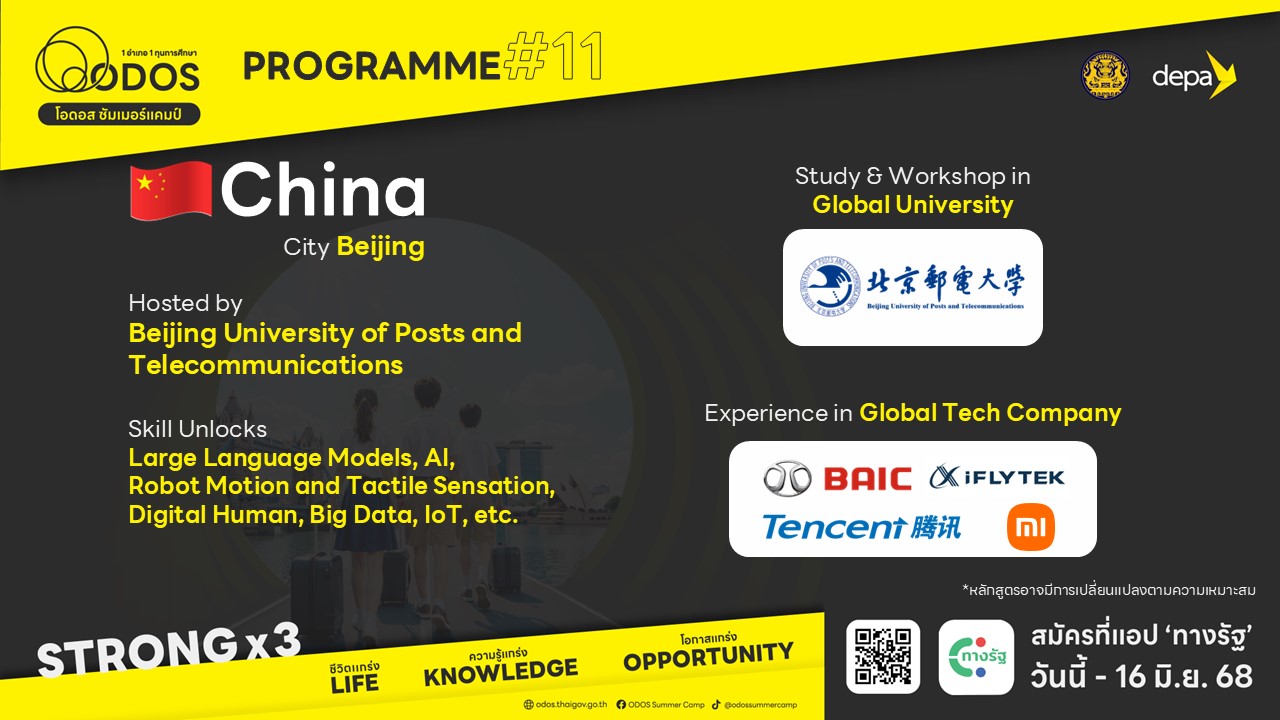 1 อำเภอ 1 ทุนการศึกษา
ODOS
โอดอส ซัมเมอร์แคมป์
PROGRAMME #11
depa
China
City Beijing
Hosted by
Beijing University of Posts and
Telecommunications
Skill Unlocks
Large Language Models, AI,
Robot Motion and Tactile Sensation,
Digital Human, Big Data, IoT, etc.
Study & Workshop in
Global University
北京郵電大学
Beijing University of Posts and Telecommunications
Experience in Global Tech Company
BAIC
iFLYTEK
Tencent 腾讯
mi
*หลักสูตรอาจมีการเปลี่ยนแปลงตามความเหมาะสม
STRONG x3
ชีวิตแกร่ง
LIFE
ความรู้แกร่ง
KNOWLEDGE
โอกาสแกร่ง
OPPORTUNITY
odos.thaigov.go.th
ODOS Summer Camp
@odossummercamp
ทางรัฐ
สมัครที่แอป ‘ทางรัฐ’
วันนี้ - 16 มิ.ย. 68